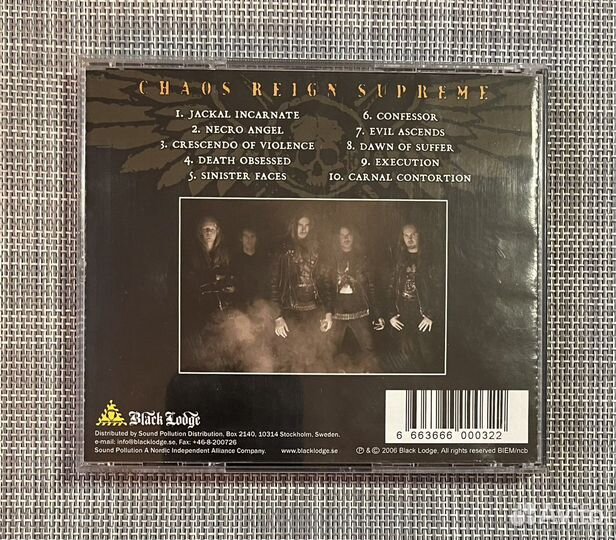 CHAOS REIGN SUPREME
1. JACKAL INCARNATE
2. NECRO ANGEL
3. CRESCENDO OF VIOLENCE
4. DEATH OBSESSED
5. SINISTER FACES
6. CONFESSOR
7. EVIL ASCENDS
8. DAWN OF SUFFER
9. EXECUTION
10. CARNAL CONTORTION
Black Lodge
Distributed by Sound Pollution Distribution, Box 2140, 10314 Stockholm, Sweden.
e-mail: info@blacklodge.se, Fax: +46-8-200726
Sound Pollution A Nordic Independent Alliance Company. www.blacklodge.se
6 663666 000322
℗ & © 2006 Black Lodge. All rights reserved BIEM/ncb
Avito